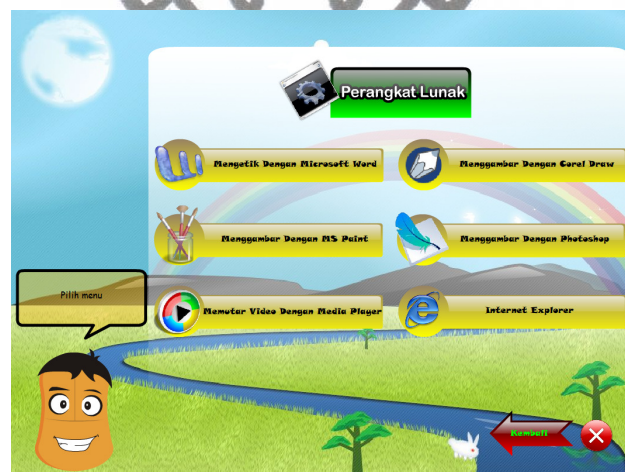 Perangkat Lunak
Mengetik Dengan Microsoft Word
Menggambar Dengan Corel Draw
Menggambar Dengan MS Paint
Menggambar Dengan Photoshop
Pilih menu
Memutar Video Dengan Media Player
Internet Explorer
Kembali